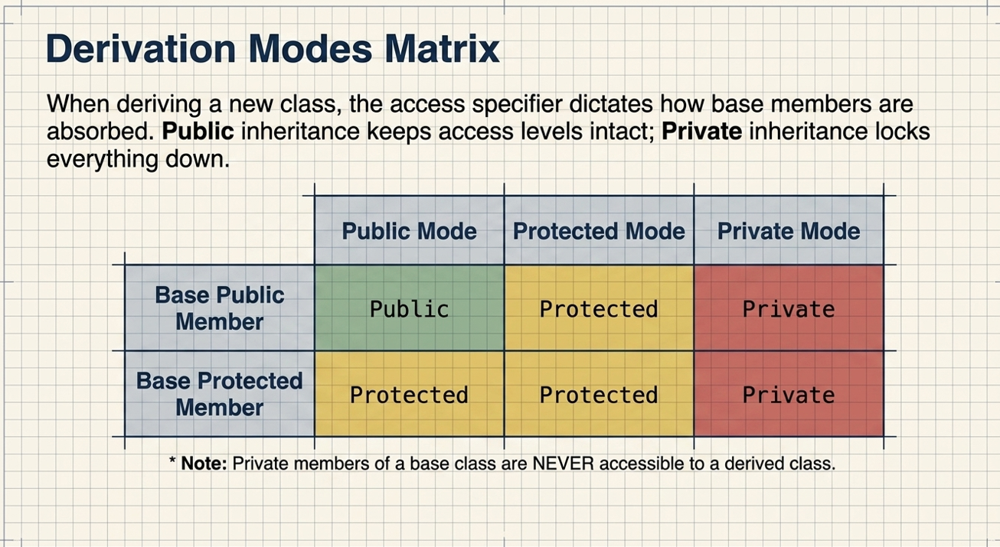 Derivation Modes Matrix
When deriving a new class, the access specifier dictates how base members are
absorbed. Public inheritance keeps access levels intact; Private inheritance locks
everything down.
Public Mode Protected Mode Private Mode
Base Public
Member
Public Protected Private
Base Protected
Member
Protected Protected Private
* Note: Private members of a base class are NEVER accessible to a derived class.